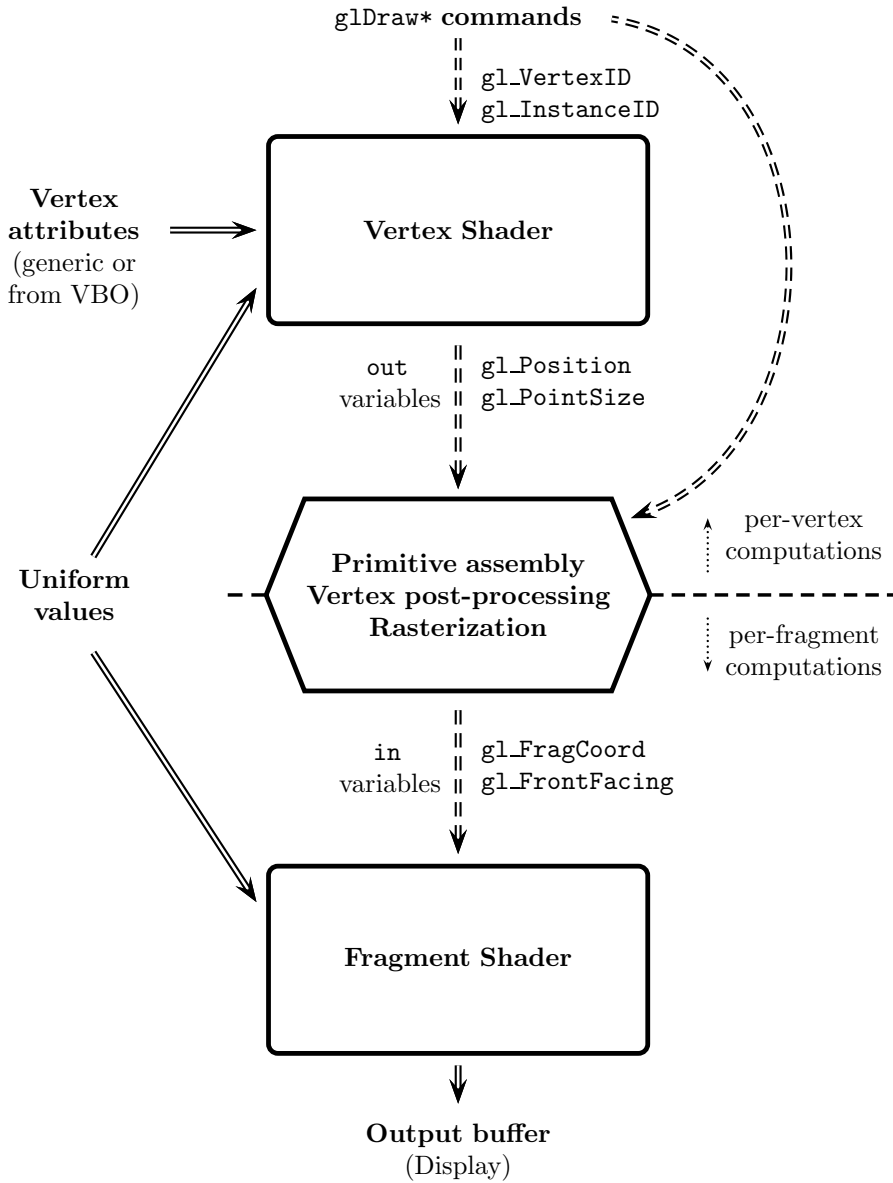 glDraw* commands
gl_VertexID
gl_InstanceID
Vertex
attributes
(generic or
from VBO)
Vertex Shader
out
variables
gl_Position
gl_PointSize
per-vertex
computations
Uniform
values
Primitive assembly
Vertex post-processing
Rasterization
per-fragment
computations
in
variables
gl_FragCoord
gl_FrontFacing
Fragment Shader
Output buffer
(Display)